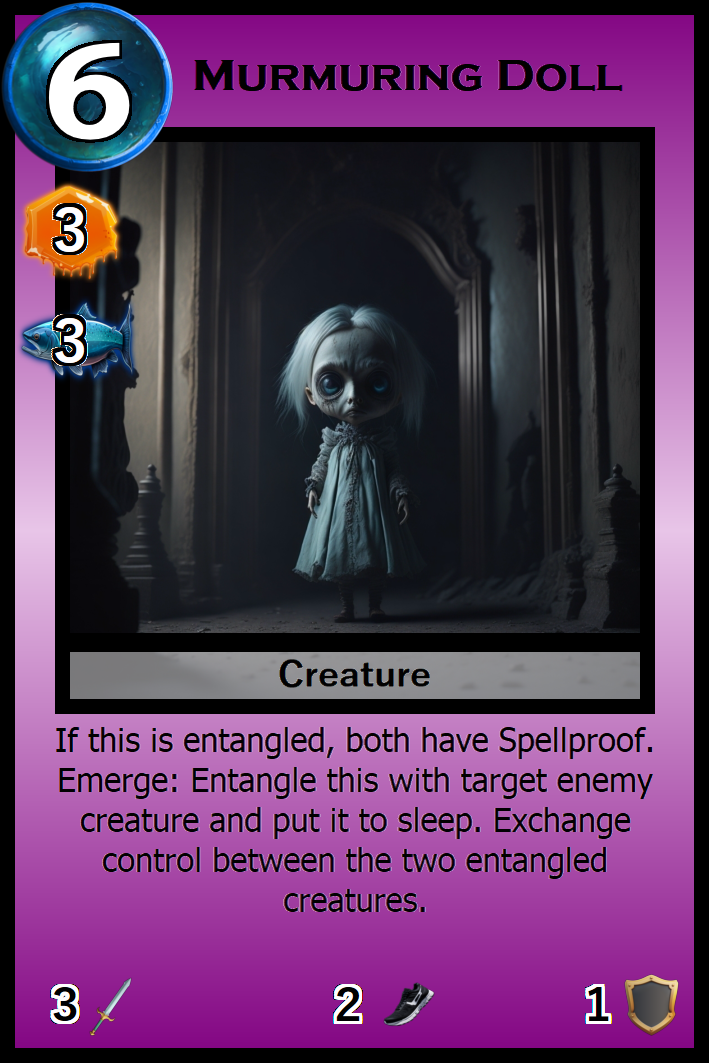 6
Murmuring Doll
3
3
Creature
If this is entangled, both have Spellproof.
Emerge: Entangle this with target enemy
creature and put it to sleep. Exchange
control between the two entangled
creatures.
3 2 1